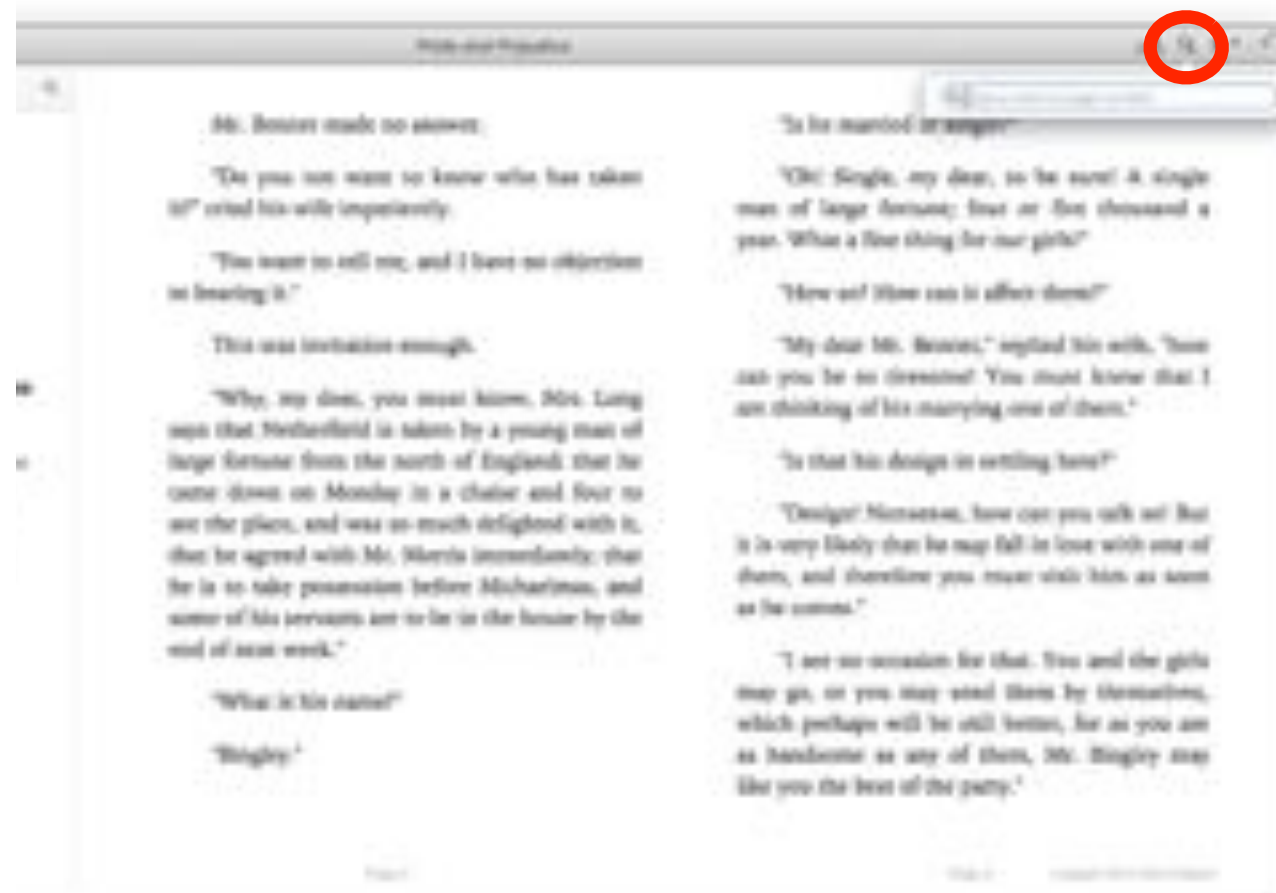 Pride and Prejudice
Mr. Bennet made no answer.
"Do you not want to know who has taken
it?" cried his wife impatiently.
"You want to tell me, and I have no objection
to hearing it."
This was invitation enough.
"Why, my dear, you must know, Mrs. Long
says that Netherfield is taken by a young man of
large fortune from the north of England; that he
came down on Monday in a chaise and four to
see the place, and was so much delighted with it,
that he agreed with Mr. Morris immediately; that
he is to take possession before Michaelmas, and
some of his servants are to be in the house by the
end of next week."
"What is his name?"
"Bingley."
"Is he married or single?"
"Oh! Single, my dear, to be sure! A single
man of large fortune; four or five thousand a
year. What a fine thing for our girls!"
"How so? How can it affect them?"
"My dear Mr. Bennet," replied his wife, "how
can you be so tiresome! You must know that I
am thinking of his marrying one of them."
"Is that his design in settling here?"
"Design! Nonsense, how can you talk so! But
it is very likely that he may fall in love with one of
them, and therefore you must visit him as soon
as he comes."
"I see no occasion for that. You and the girls
may go, or you may send them by themselves,
which perhaps will be still better, for as you are
as handsome as any of them, Mr. Bingley may
like you the best of the party."